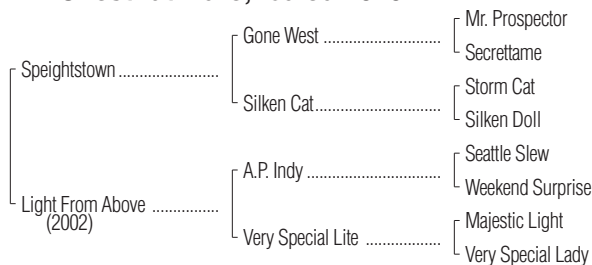 Mr. Prospector
Gone West
Secrettame
Speightstown
Storm Cat
Silken Cat
Silken Doll
Seattle Slew
A.P. Indy
Weekend Surprise
Light From Above
(2002)
Majestic Light
Very Special Lite
Very Special Lady